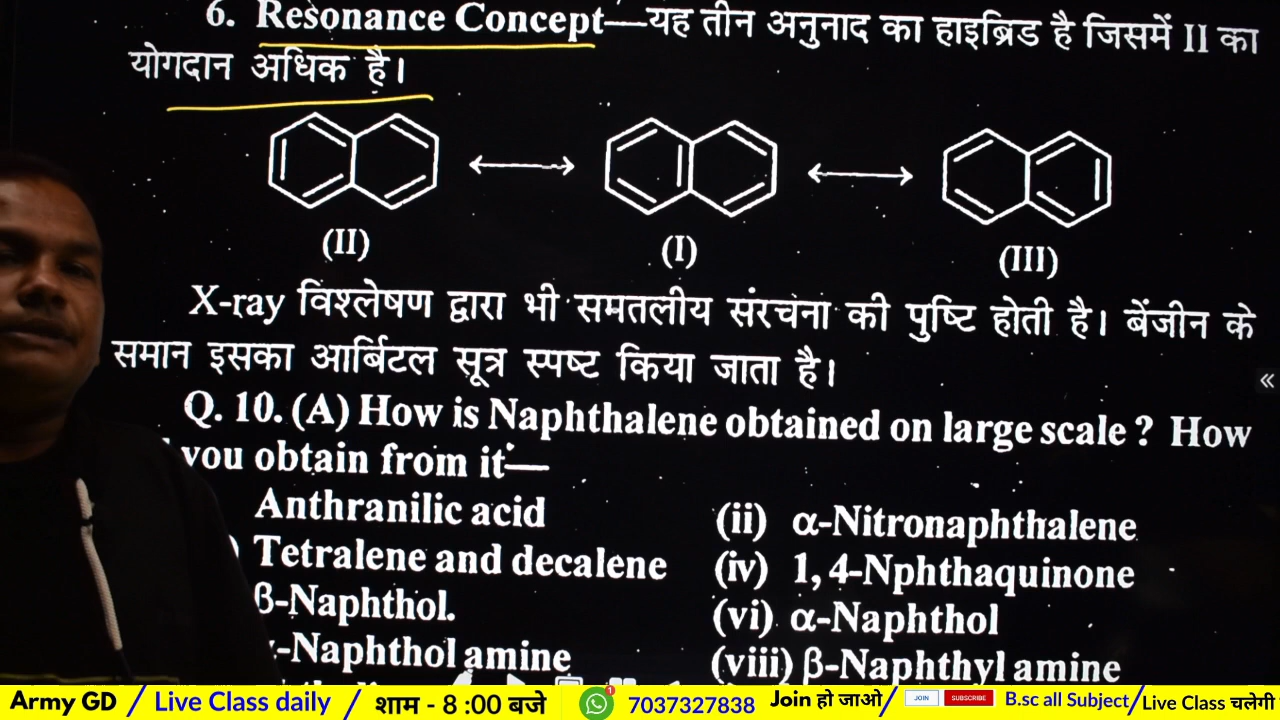 6. Resonance Concept—यह तीन अनुनाद का हाइब्रिड है जिसमें II का
योगदान अधिक है।
(II) (I) (III)
X-ray विश्लेषण द्वारा भी समतलीय संरचना की पुष्टि होती है। बेंजीन के
समान इसका आर्बिटल सूत्र स्पष्ट किया जाता है।
Q. 10. (A) How is Naphthalene obtained on large scale ? How
you obtain from it—
Anthranilic acid (ii) α-Nitronaphthalene
) Tetralene and decalene (iv) 1, 4-Nphthaquinone
β-Naphthol. (vi) α-Naphthol
-Naphthol amine (viii) β-Naphthyl amine
Army GD / Live Class daily / शाम - 8 :00 बजे 1 7037327838 Join हो जाओ/ JOIN SUBSCRIBE B.sc all Subject/Live Class चलेगी